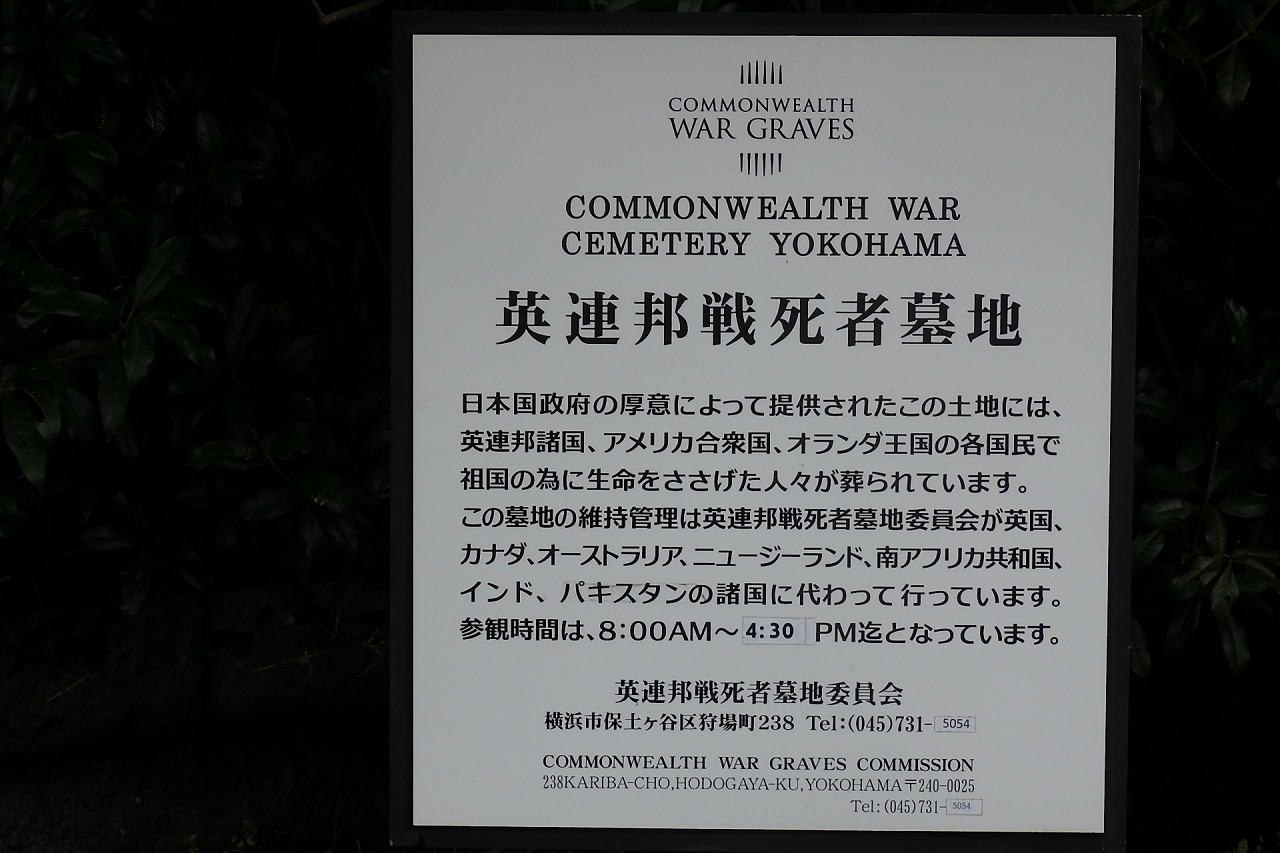 COMMONWEALTH
WAR GRAVES
COMMONWEALTH WAR
CEMETERY YOKOHAMA
英連邦戦死者墓地
日本国政府の厚意によって提供されたこの土地には、
英連邦諸国、アメリカ合衆国、オランダ王国の各国民で
祖国の為に生命をささげた人々が葬られています。
この墓地の維持管理は英連邦戦死者墓地委員会が英国、
カナダ、オーストラリア、ニュージーランド、南アフリカ共和国、
インド、パキスタンの諸国に代わって行っています。
参観時間は、8:00AM～4:30 PM迄となっています。
英連邦戦死者墓地委員会
横浜市保土ヶ谷区狩場町238 Tel:(045)731-5054
COMMONWEALTH WAR GRAVES COMMISSION
238KARIBA-CHO,HODOGAYA-KU,YOKOHAMA〒240-0025
Tel:(045)731-5054